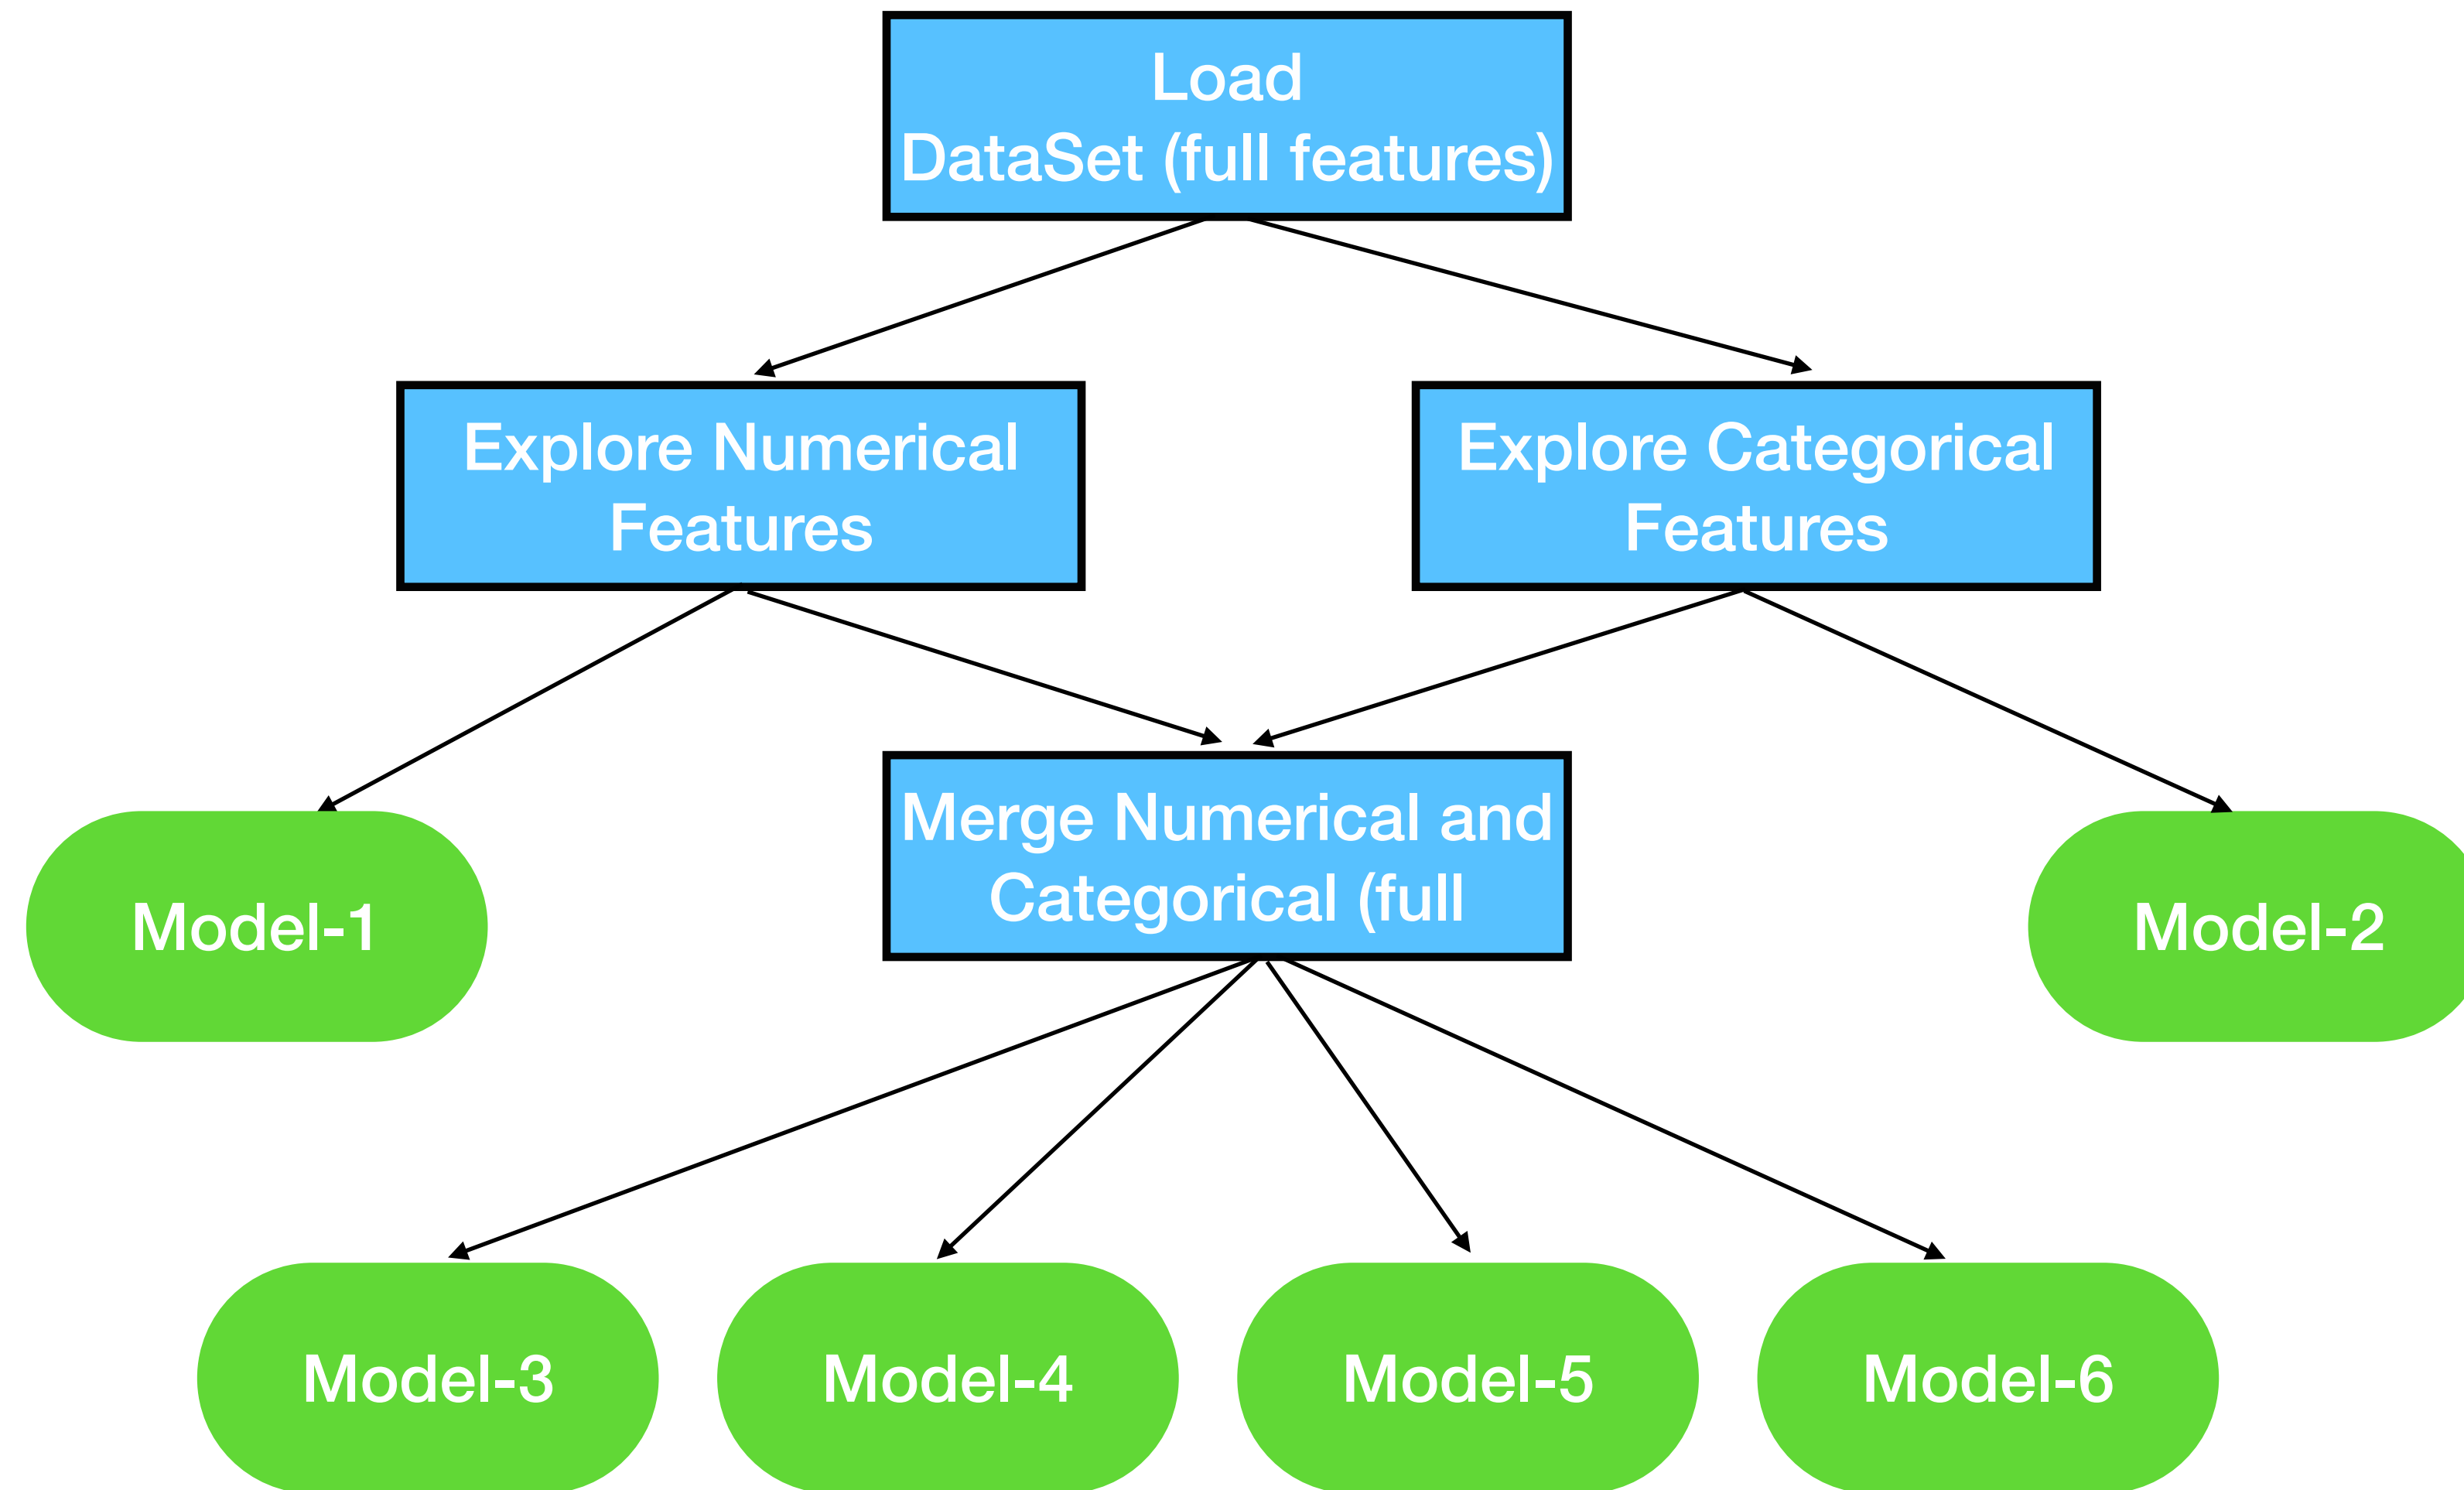 Load
DataSet (full features)
Explore Numerical
Features
Explore Categorical
Features
Merge Numerical and
Categorical (full
Model-1
Model-2
Model-3
Model-4
Model-5
Model-6